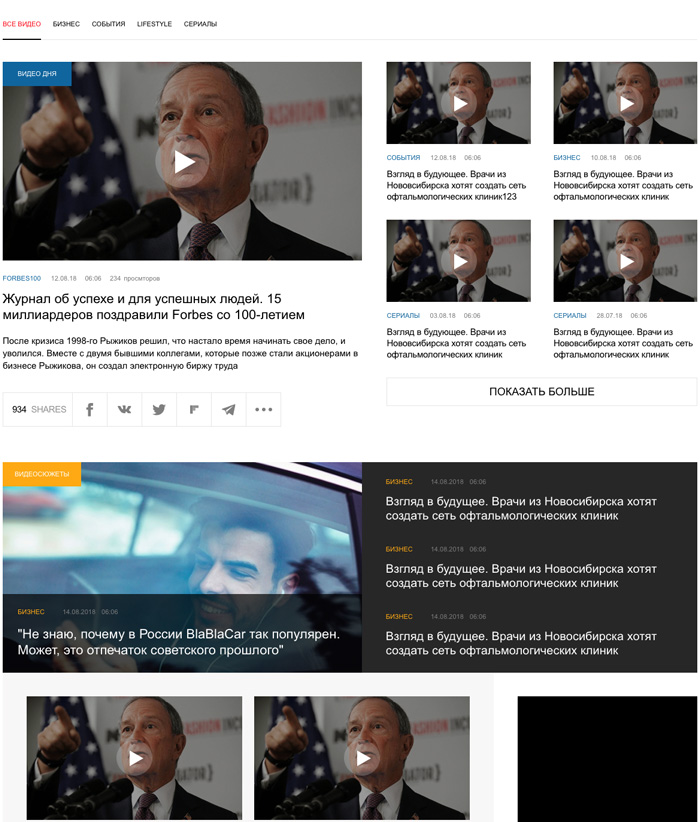 ВСЕ ВИДЕО БИЗНЕС СОБЫТИЯ LIFESTYLE СЕРИАЛЫ
ВИДЕО ДНЯ
FORBES100 12.08.18 06:06 234 проситоров
Журнал об успехе и для успешных людей. 15
миллиардеров поздравили Forbes со 100-летием
После кризиса 1998-го Рыжиков решил, что настало время начинать свое дело, и
уволился. Вместе с двумя бывшими коллегами, которые позже стали акционерами в
бизнесе Рыжикова, он создал электронную биржу труда
934 SHARES
СОБЫТИЯ 12.08.18 06:06
Взгляд в будующее. Врачи из
Нововсибирска хотят создать сеть
офтальмологических клиник123
БИЗНЕС 10.08.18 06:06
Взгляд в будующее. Врачи из
Нововсибирска хотят создать сеть
офтальмологических клиник
СЕРИАЛЫ 03.08.18 06:06
Взгляд в будующее. Врачи из
Нововсибирска хотят создать сеть
офтальмологических клиник
СЕРИАЛЫ 28.07.18 06:06
Взгляд в будующее. Врачи из
Нововсибирска хотят создать сеть
офтальмологических клиник
ПОКАЗАТЬ БОЛЬШЕ
ВИДЕОСЮЖЕТЫ
БИЗНЕС 14.08.2018 06:06
"Не знаю, почему в России BlaBlaCar так популярен.
Может, это отпечаток советского прошлого"
БИЗНЕС 14.08.2018 06:06
Взгляд в будущее. Врачи из Новосибирска хотят
создать сеть офтальмологических клиник
БИЗНЕС 14.08.2018 06:06
Взгляд в будущее. Врачи из Новосибирска хотят
создать сеть офтальмологических клиник
БИЗНЕС 14.08.2018 06:06
Взгляд в будущее. Врачи из Новосибирска хотят
создать сеть офтальмологических клиник